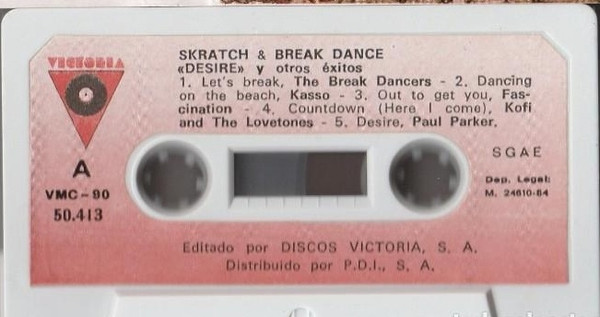 VICTORIA
SKRATCH & BREAK DANCE
«DESIRE» y otros éxitos
1. Let's break, The Break Dancers - 2. Dancing
on the beach, Kasso - 3. Out to get you, Fas-
cination - 4. Countdown (Here I come), Kofi
and The Lovetones - 5. Desire, Paul Parker.
A
VMC-90
50.413
SGAE
Dep. Legal:
M. 24610-84
Editado por DISCOS VICTORIA, S. A.
Distribuido por P.D.I., S. A.